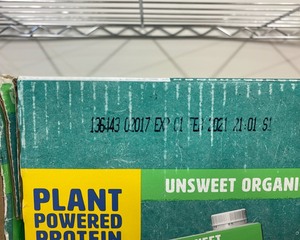 136143 02017 EXP 01 FEB 2021 21:01 S1
UNSWEET ORGANI
PLANT
POWERED
PROTEIN